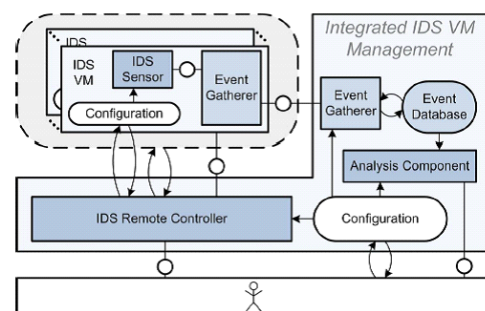 Integrated IDS VM
Management
IDS
IDS
VM
IDS
Sensor
Event
Gatherer
Configuration
Event
Gatherer
Event
Database
Analysis Component
IDS Remote Controller
Configuration